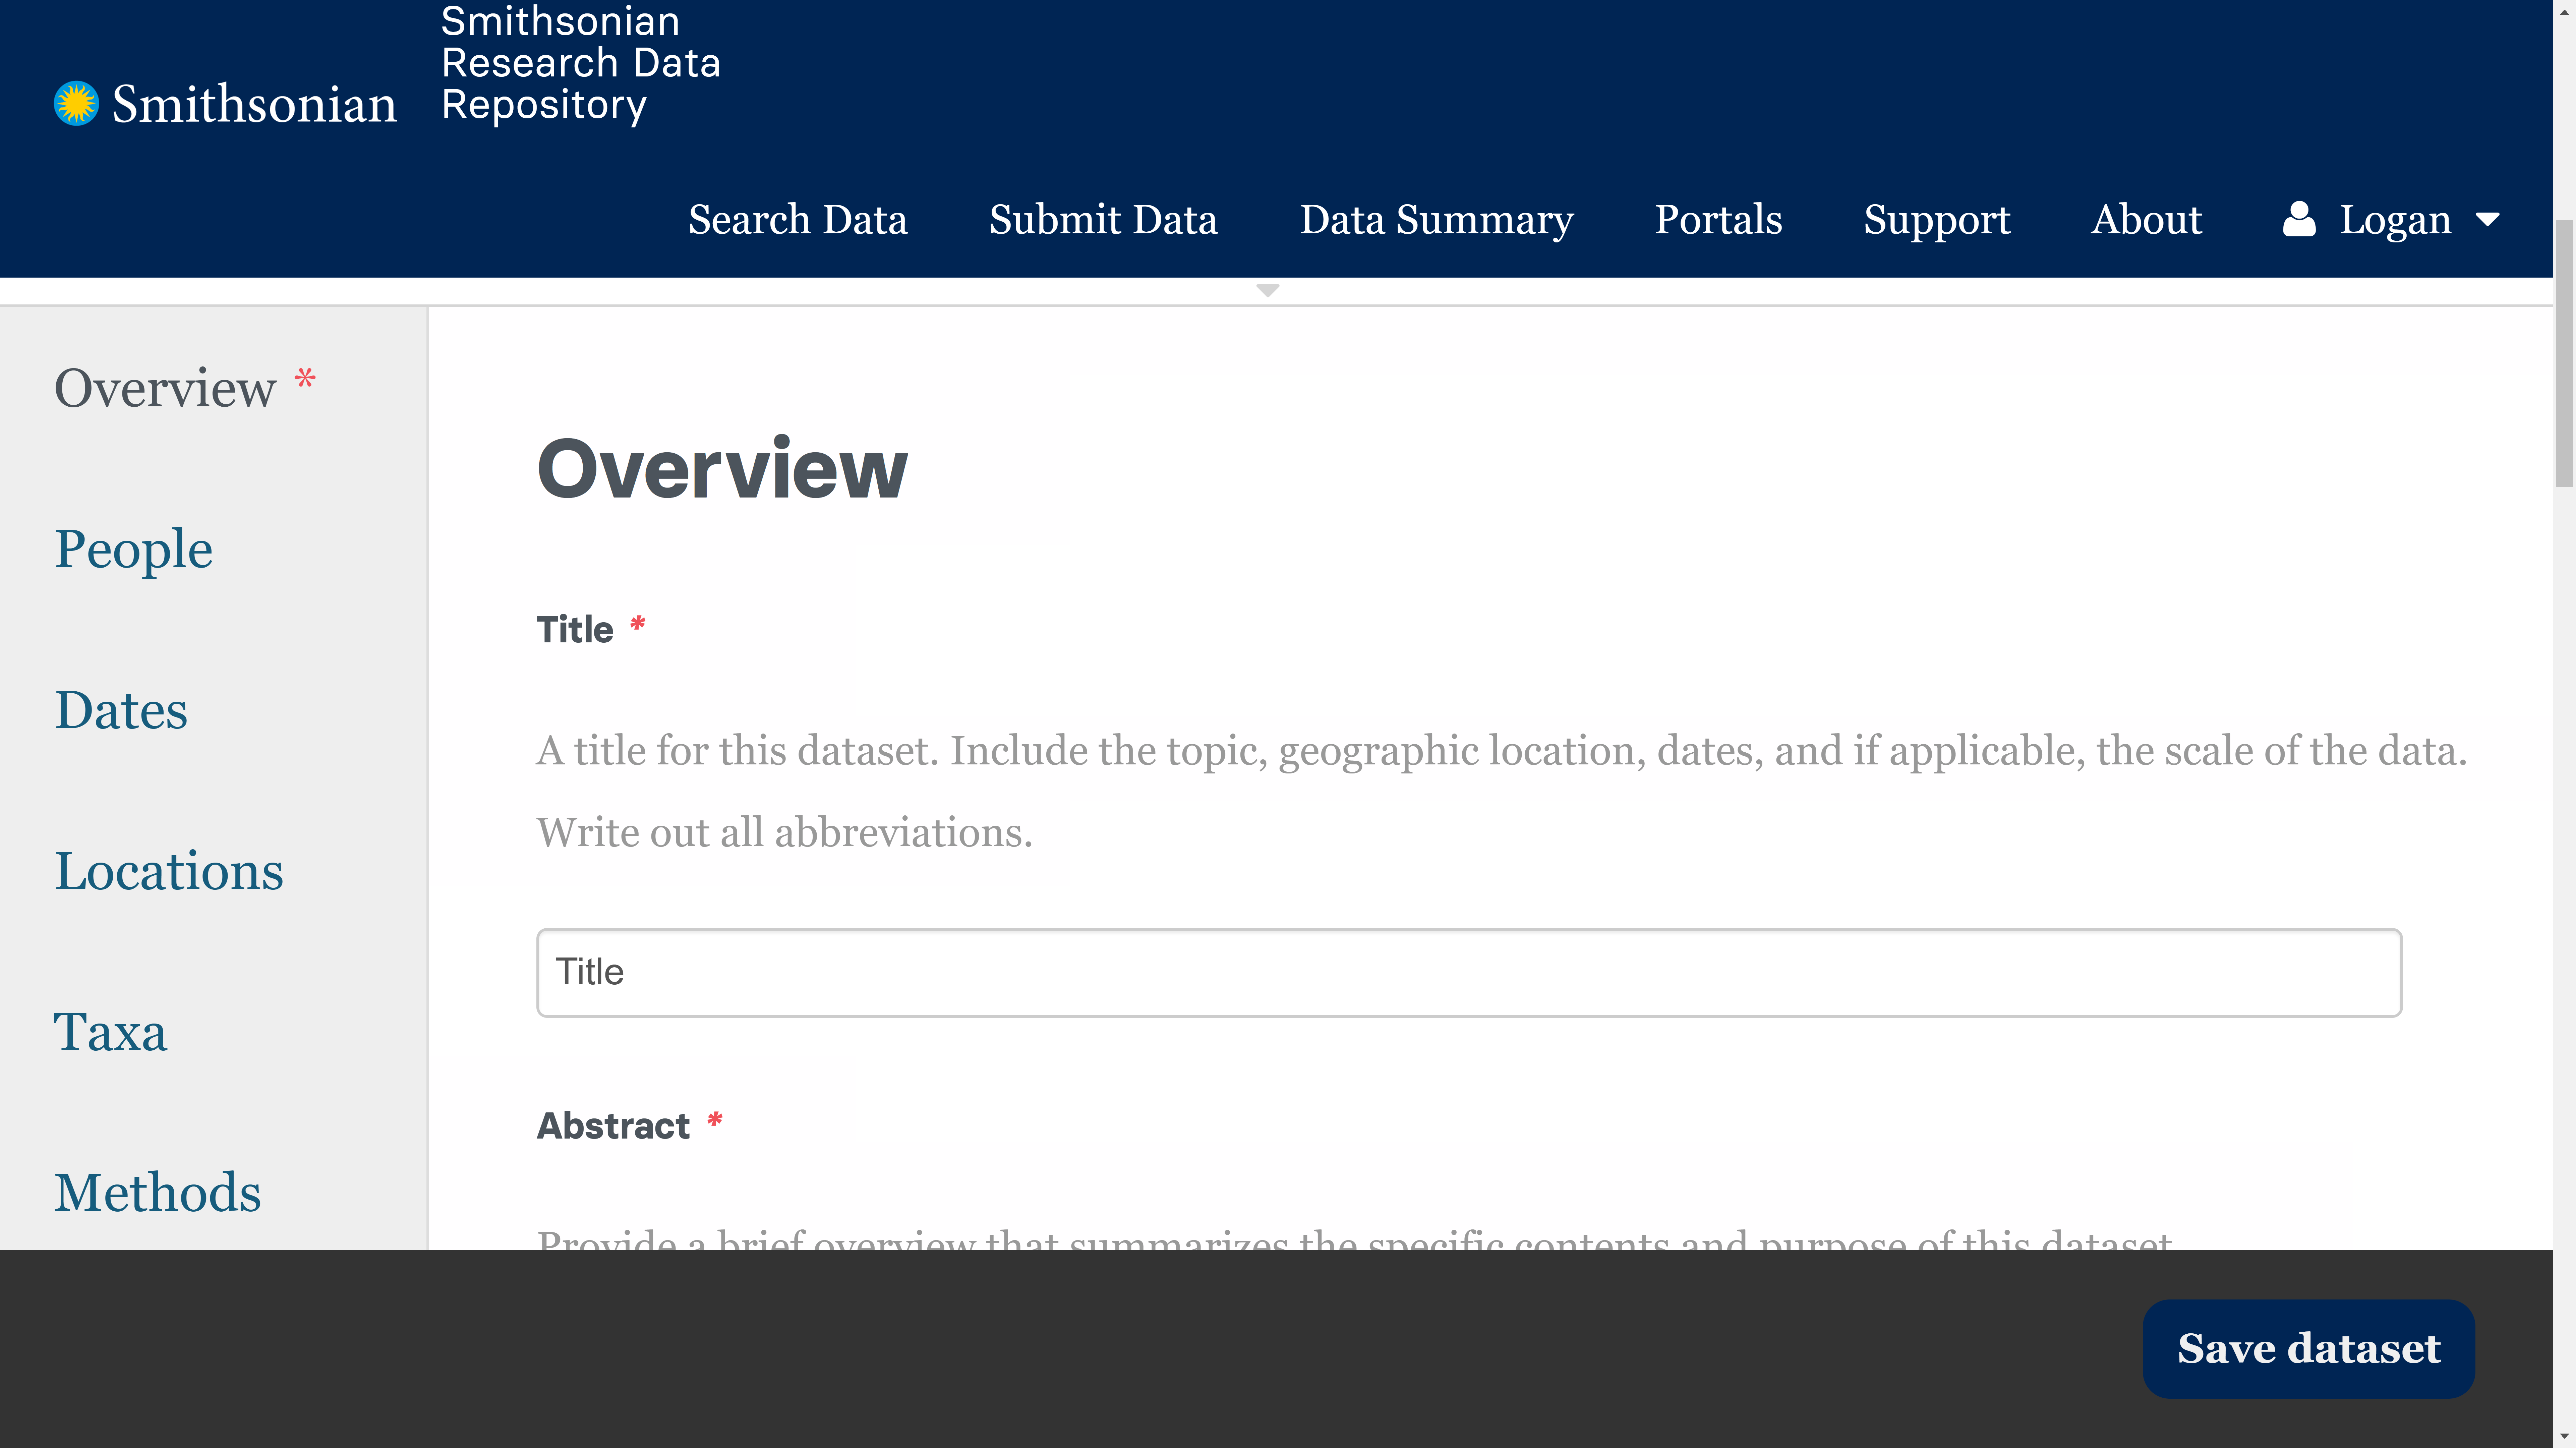 Smithsonian
Smithsonian
Research Data
Repository
Search Data
Submit Data
Data Summary
Portals
Support
About
Logan
Overview *
People
Dates
Locations
Taxa
Methods
Overview
Title *
A title for this dataset. Include the topic, geographic location, dates, and if applicable, the scale of the data.
Write out all abbreviations.
Title
Abstract *
Provide a brief overview that summarizes the specific contents and purpose of this dataset
Save dataset